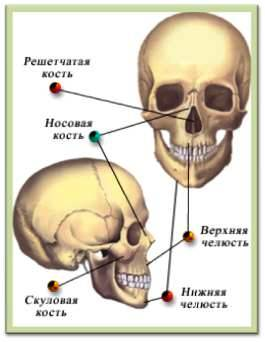 Решетчатая
кость
Носовая
кость
Верхняя
челюсть
Скуловая
кость
Нижняя
челюсть